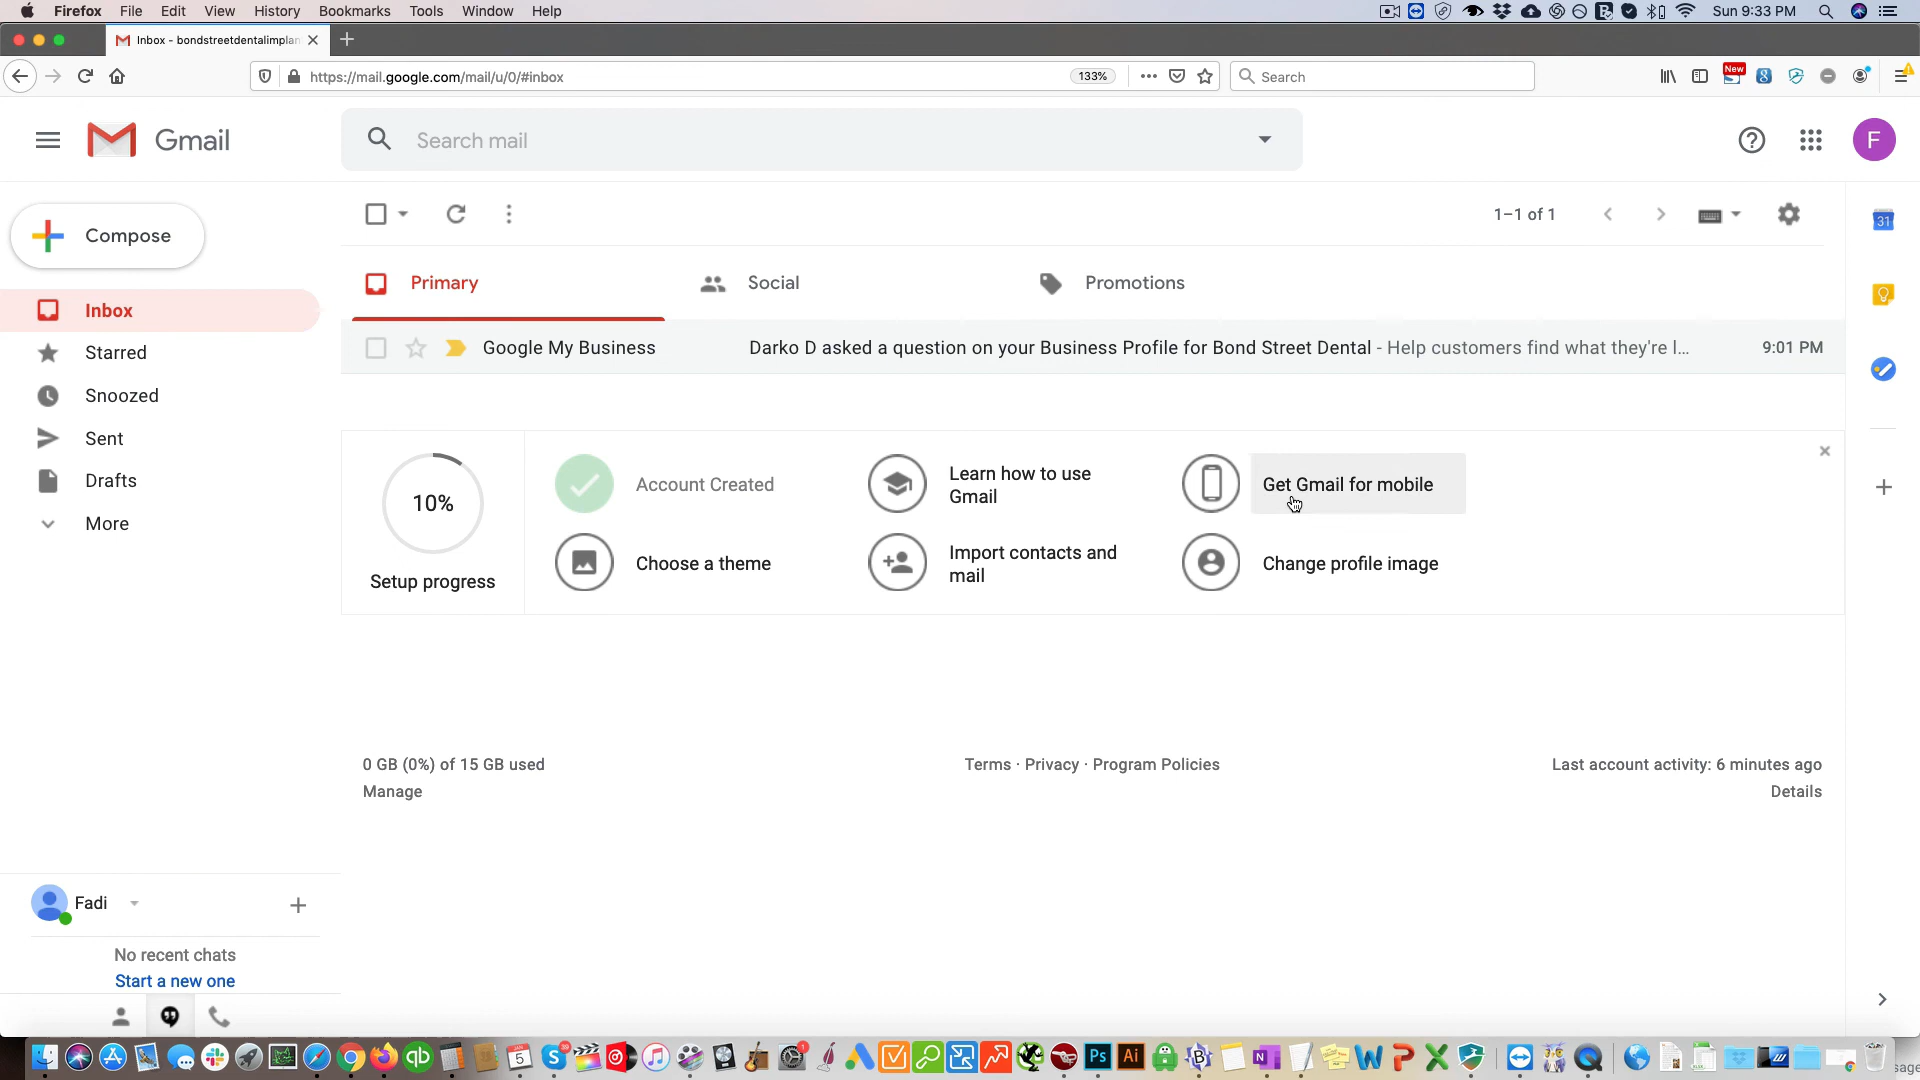 Firefox File Edit View History Bookmarks Tools Window Help Sun 9:33 PM
Inbox - bondstreetdentalimplan
https://mail.google.com/mail/u/0/#inbox 133% Search New
Gmail Search mail F
Compose 1–1 of 1
31
Primary Social Promotions
Inbox
Google My Business Darko D asked a question on your Business Profile for Bond Street Dental - Help customers find what they're l... 9:01 PM
Starred
Snoozed
Sent
Drafts
More
10%
Setup progress
Account Created
Learn how to use
Gmail
Get Gmail for mobile
Choose a theme
Import contacts and
mail
Change profile image
0 GB (0%) of 15 GB used Terms · Privacy · Program Policies Last account activity: 6 minutes ago
Manage Details
Fadi
No recent chats
Start a new one